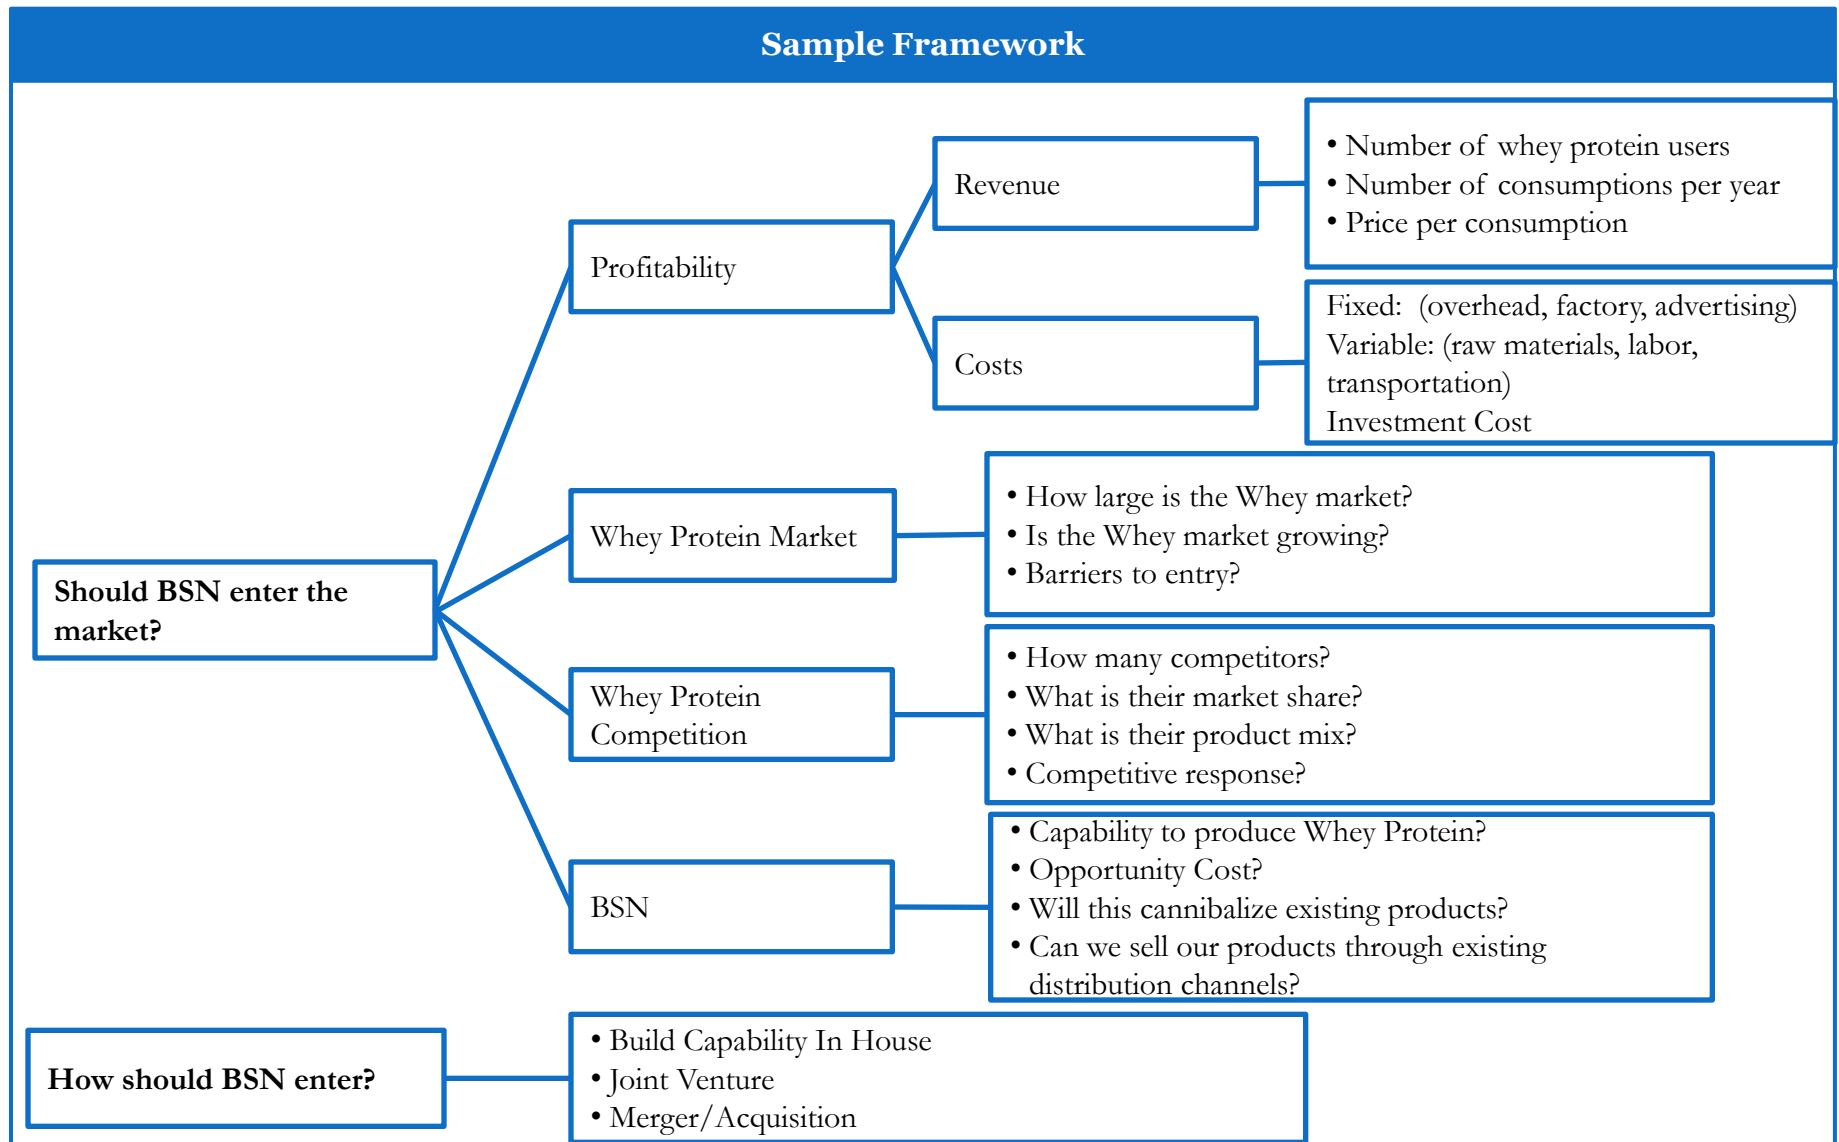 Sample Framework
Should BSN enter the
market?
Profitability
Revenue
• Number of whey protein users
• Number of consumptions per year
• Price per consumption
Costs
Fixed: (overhead, factory, advertising)
Variable: (raw materials, labor,
transportation)
Investment Cost
Whey Protein Market
• How large is the Whey market?
• Is the Whey market growing?
• Barriers to entry?
Whey Protein
Competition
• How many competitors?
• What is their market share?
• What is their product mix?
• Competitive response?
BSN
• Capability to produce Whey Protein?
• Opportunity Cost?
• Will this cannibalize existing products?
• Can we sell our products through existing
distribution channels?
How should BSN enter?
• Build Capability In House
• Joint Venture
• Merger/Acquisition